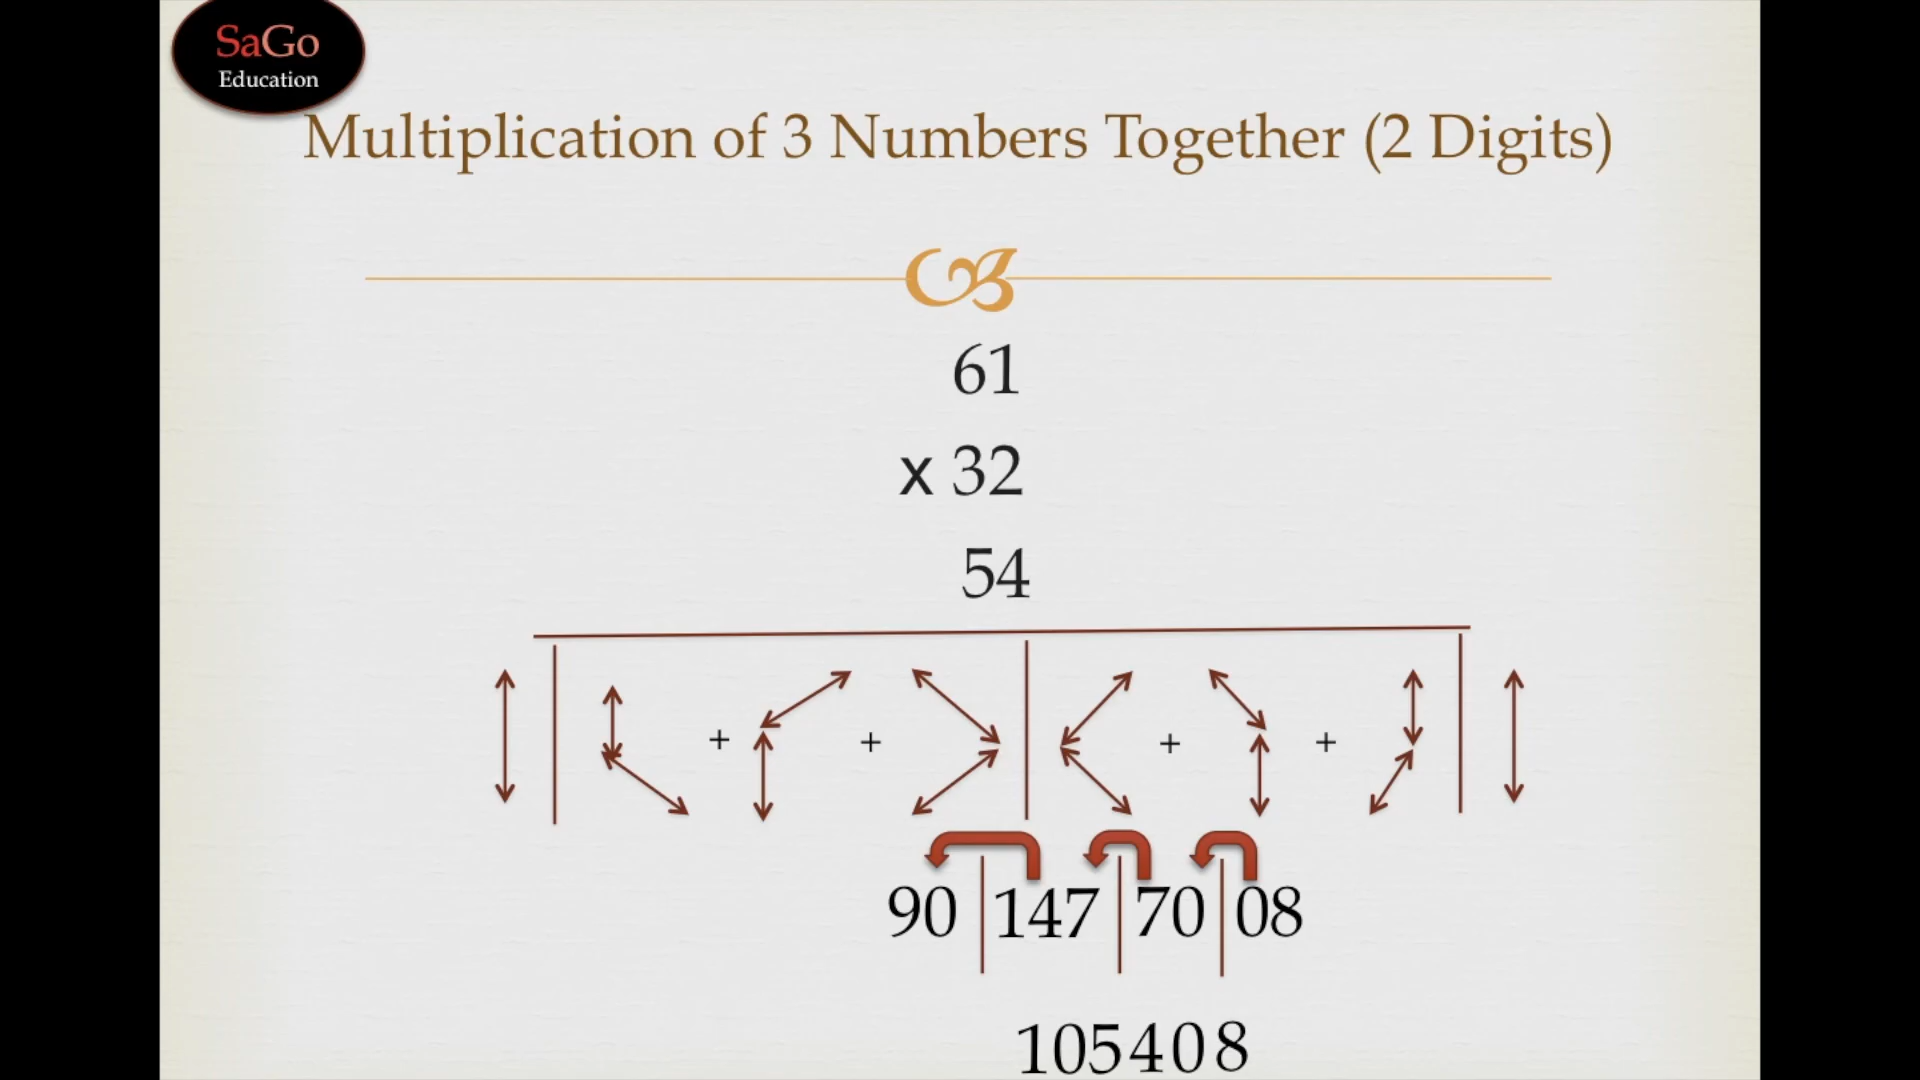 SaGo
Education
Multiplication of 3 Numbers Together (2 Digits)
61
x 32
54
+ + + +
90 147 70 08
105408